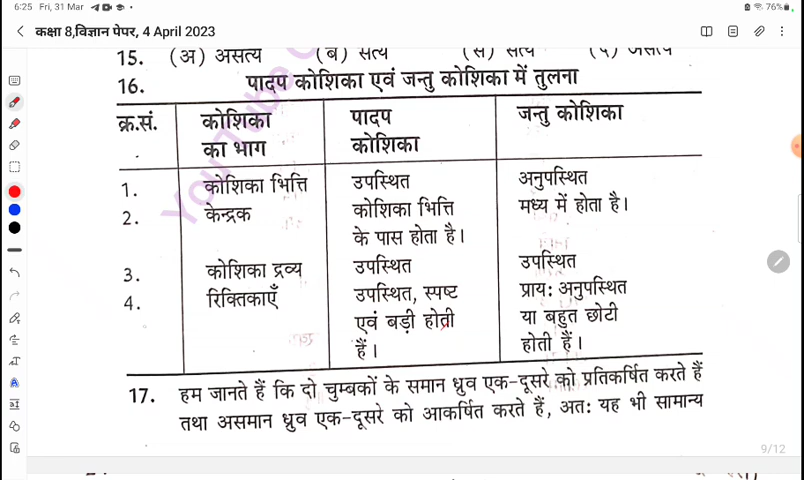 6:25 Fri, 31 Mar
76%
कक्षा 8,विज्ञान पेपर, 4 April 2023
15. (अ) असत्य (ब) सत्य (स) सत्य (द) असत्य
16. पादप कोशिका एवं जन्तु कोशिका में तुलना
क्र.सं. कोशिका का भाग पादप कोशिका जन्तु कोशिका
1. कोशिका भित्ति उपस्थित अनुपस्थित
2. केन्द्रक कोशिका भित्ति के पास होता है। मध्य में होता है।
3. कोशिका द्रव्य उपस्थित उपस्थित
4. रिक्तिकाएँ उपस्थित, स्पष्ट एवं बड़ी होती हैं। प्रायः अनुपस्थित या बहुत छोटी होती हैं।
17. हम जानते हैं कि दो चुम्बकों के समान ध्रुव एक-दूसरे को प्रतिकर्षित करते हैं
तथा असमान ध्रुव एक-दूसरे को आकर्षित करते हैं, अतः यह भी सामान्य
YouTube
9/12